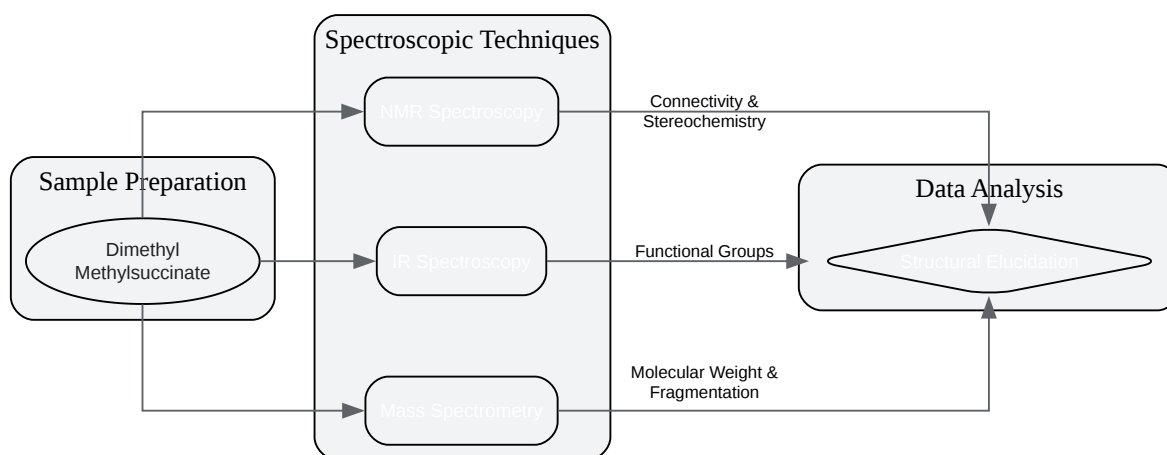 Spectroscopic Techniques
NMR Spectroscopy
Connectivity &
Stereochemistry
Sample Preparation
Data Analysis
Dimethyl
Methylsuccinate
IR Spectroscopy
Functional Groups
Structural Elucidation
Molecular Weight &
Fragmentation
Mass Spectrometry